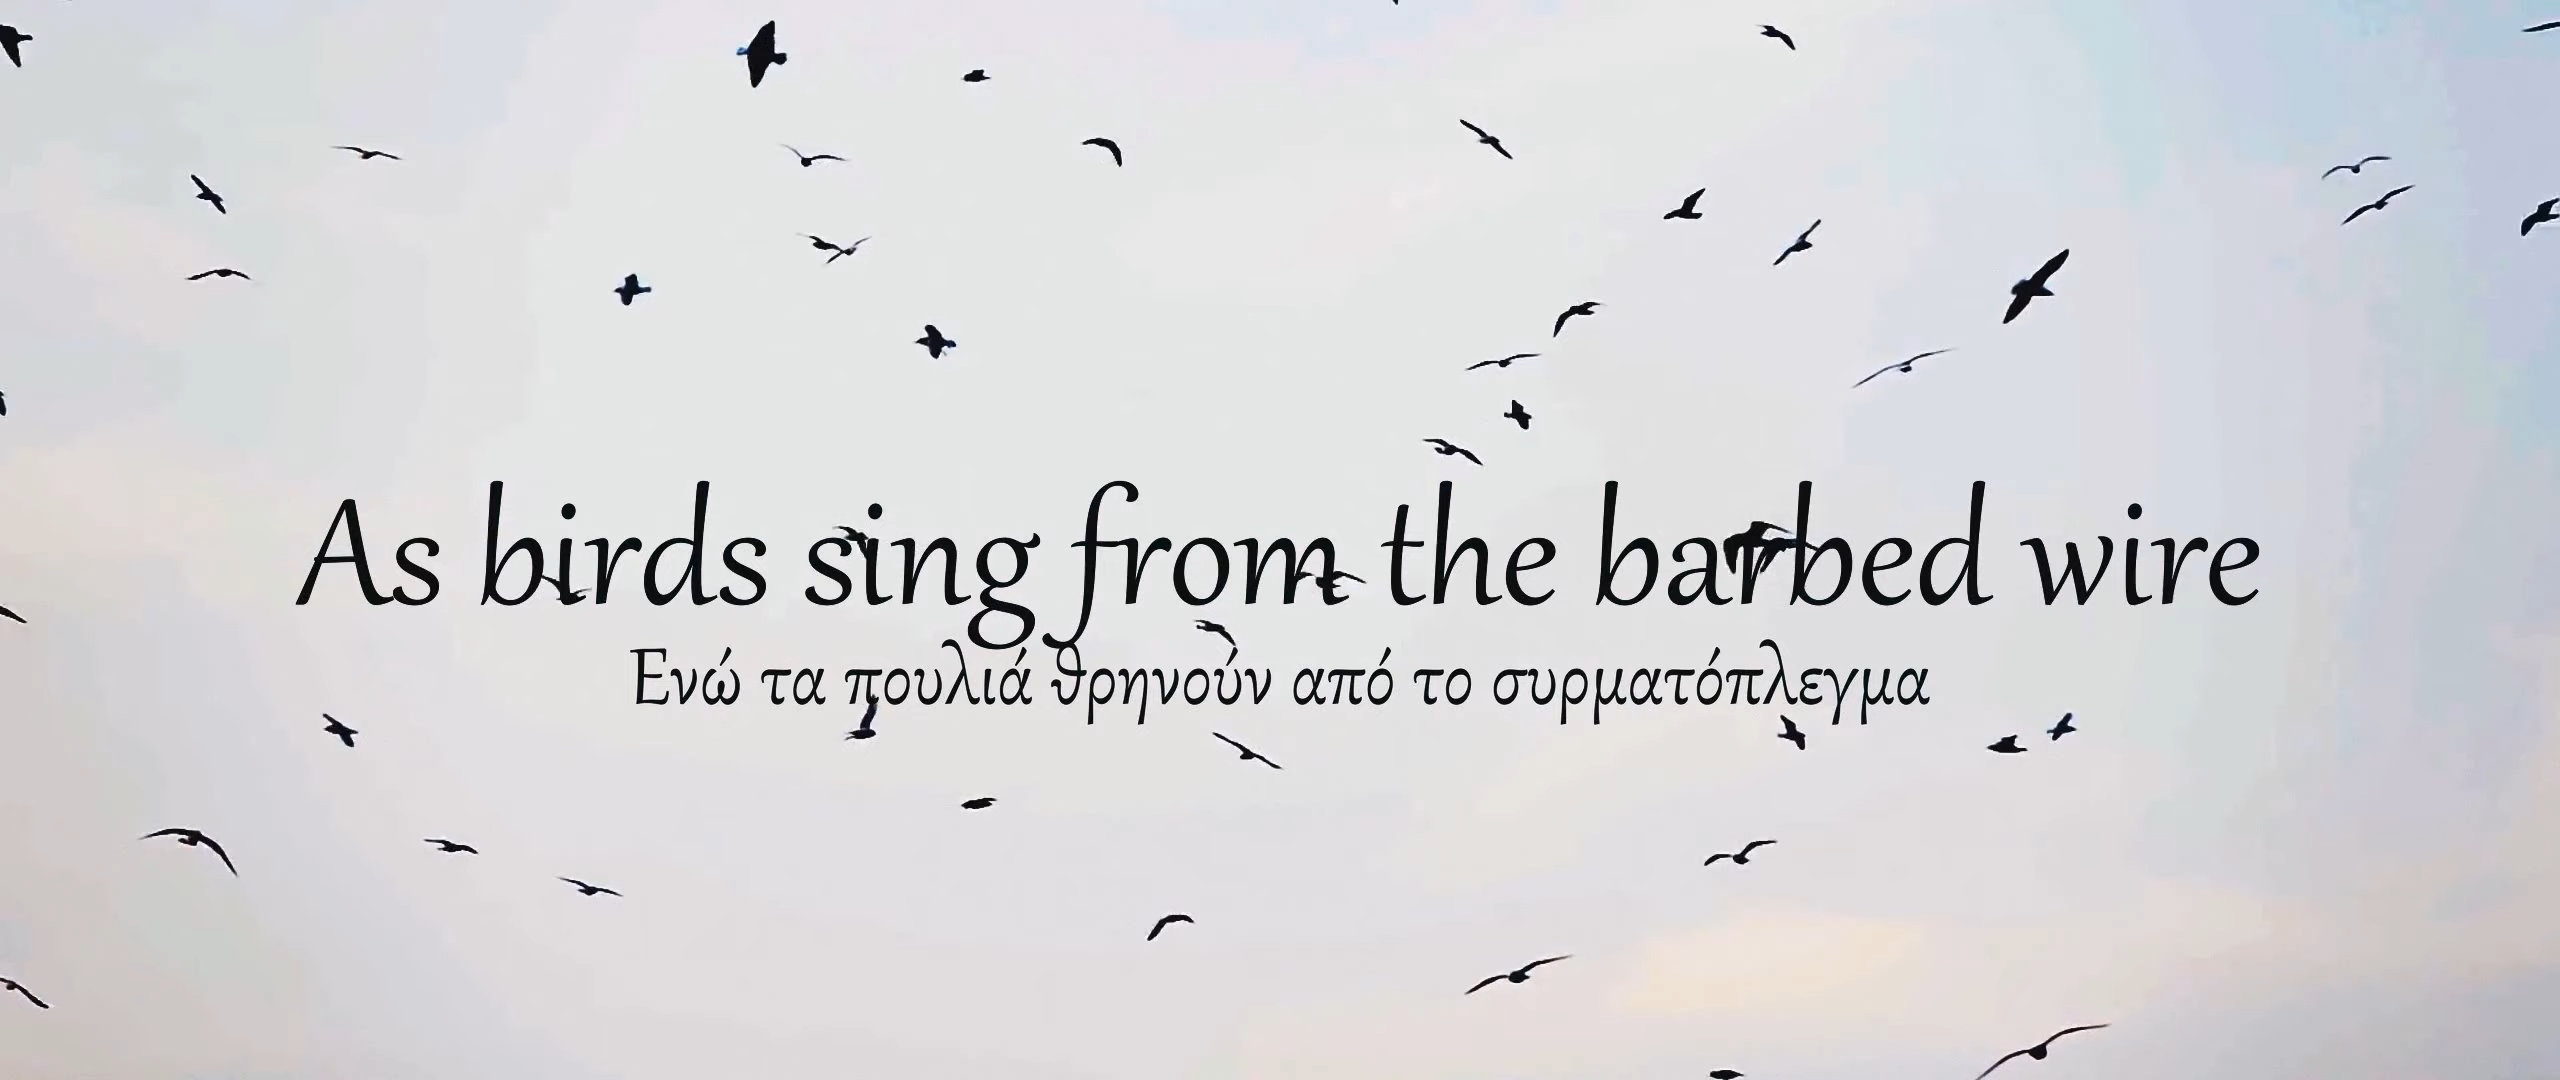 As birds sing from the barbed wire
Ενώ τα πουλιά θρηνούν από το συρματόπλεγμα